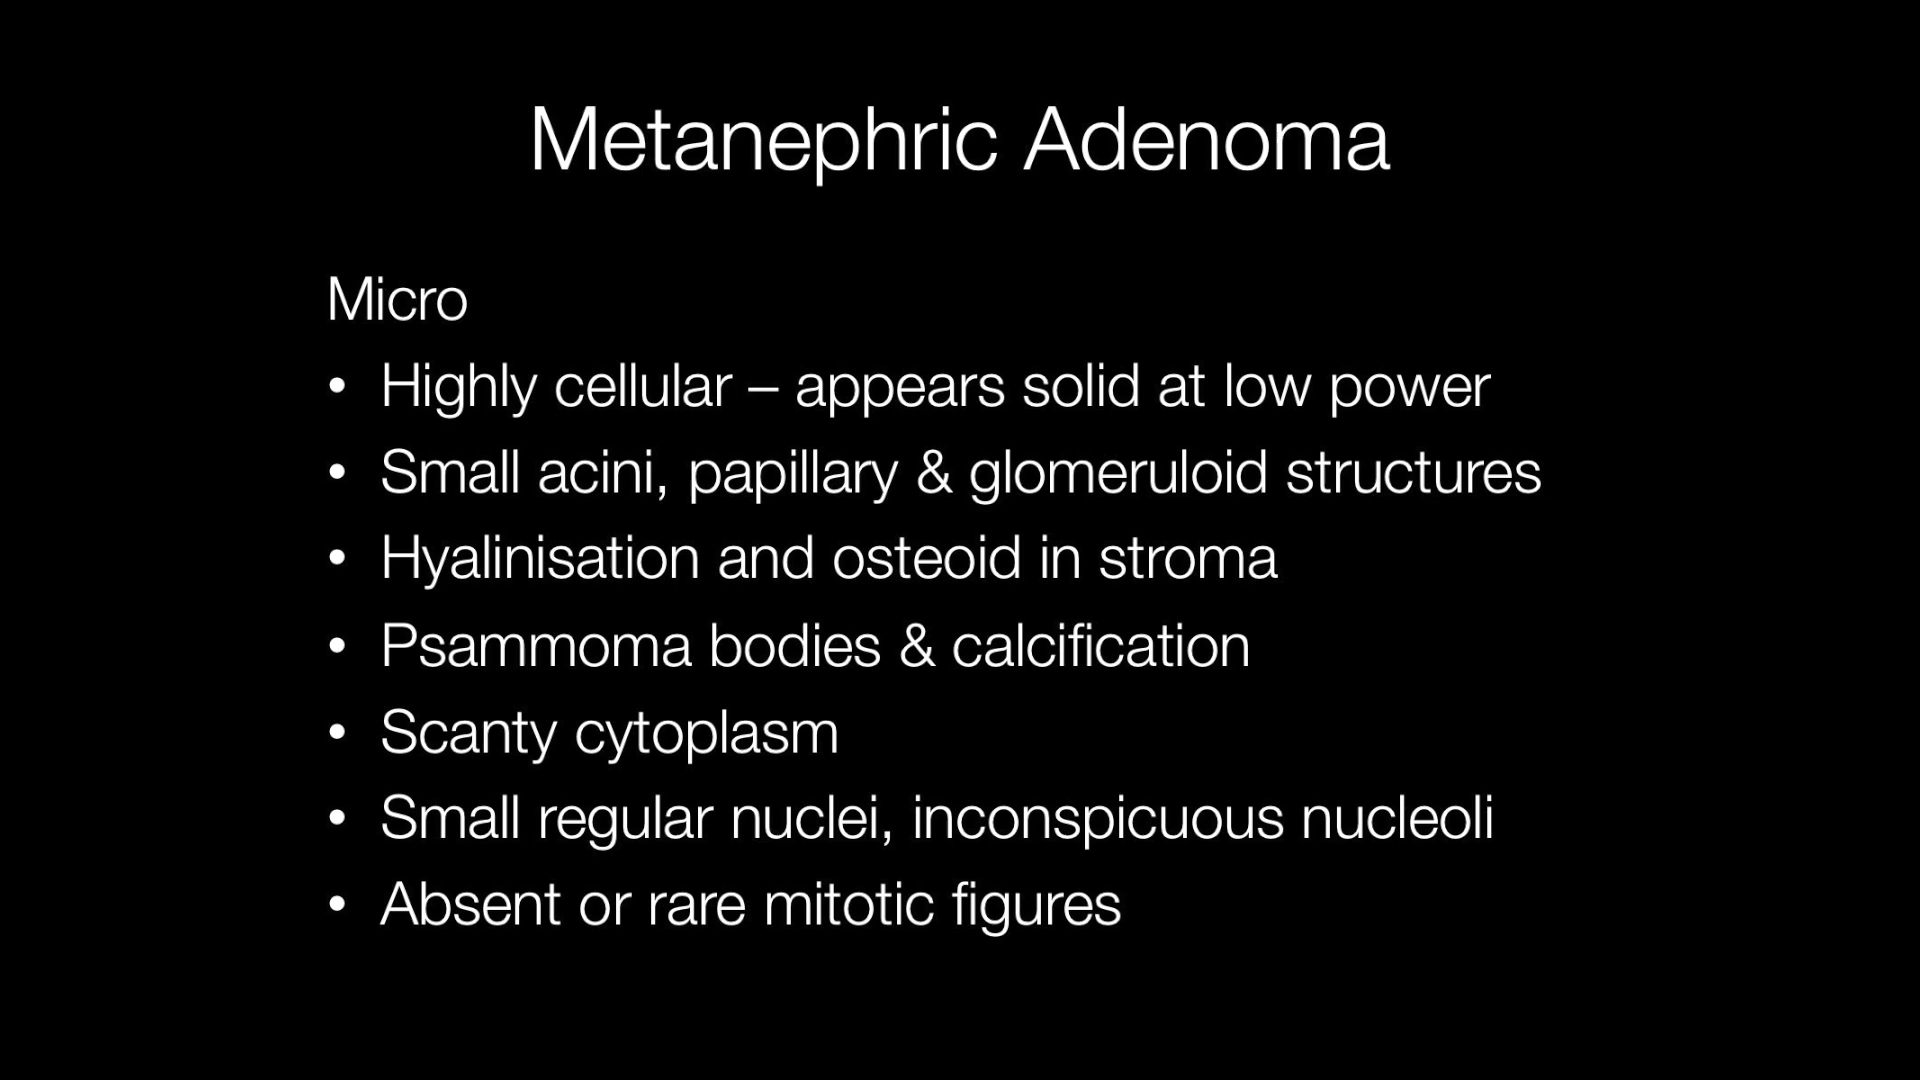 Metanephric Adenoma
Micro
• Highly cellular – appears solid at low power
• Small acini, papillary & glomeruloid structures
• Hyalinisation and osteoid in stroma
• Psammoma bodies & calcification
• Scanty cytoplasm
• Small regular nuclei, inconspicuous nucleoli
• Absent or rare mitotic figures